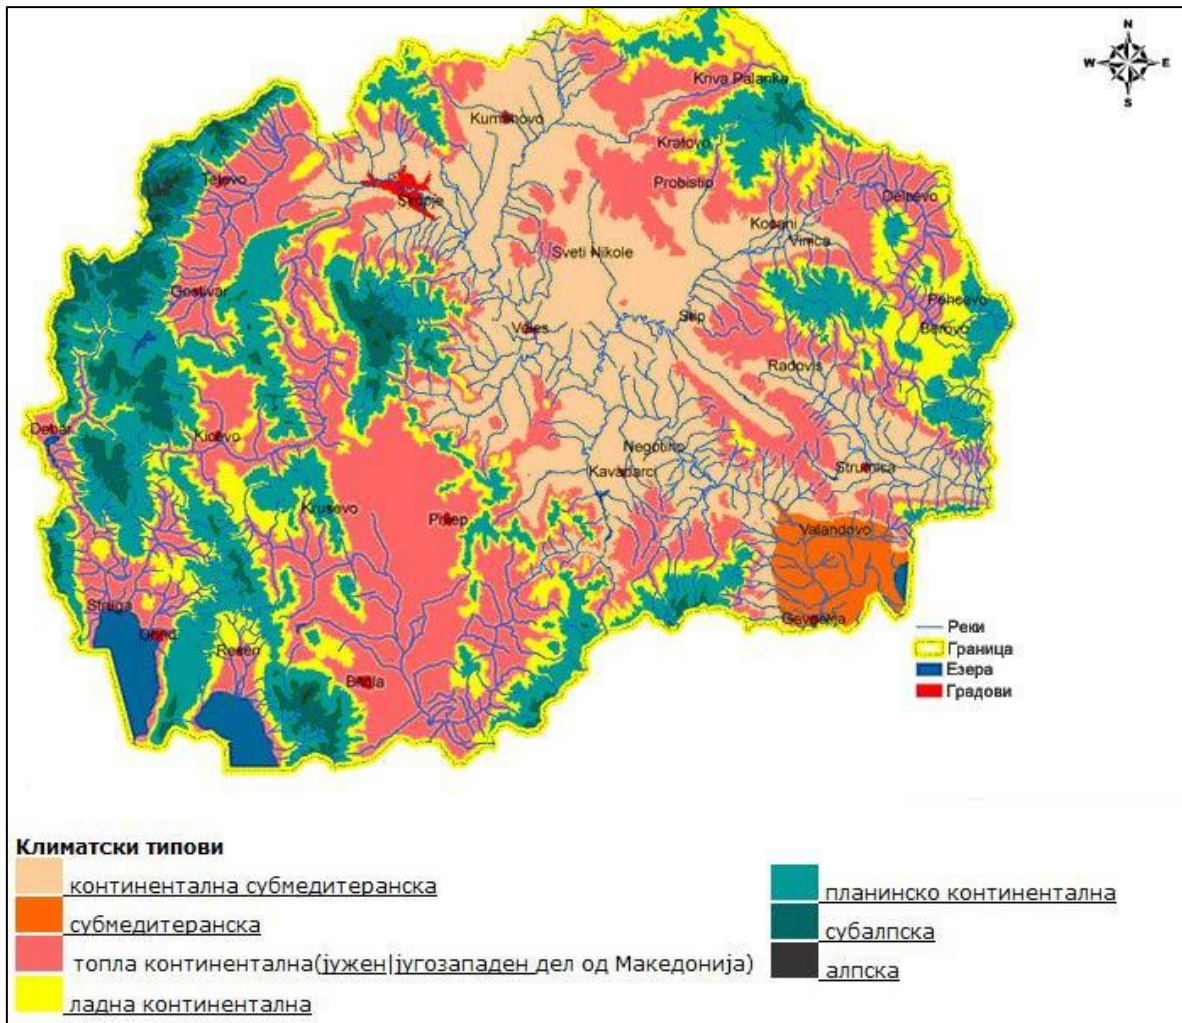 N
W E
S
Kriva Palanka
Kumanovo
Kratovo
Tetovo
Probistip
Delcevo
Skopje
Kocani
Vinica
Sveti Nikole
Gostivar
Pehcevo
Stip
Veles
Berovo
Radovis
Debar
Kicevo
Negotino
Kavadarci
Strumica
Krusevo
Prilep
Valandovo
Struga
Gevgelija
Ohrid
Resen
Bitola
Реки
Граница
Езера
Градови
Климатски типови
континентална субмедитеранска
субмедитеранска
топла континентална(јужен|југозападен дел од Македонија)
ладна континентална
планинско континентална
субалпска
алпска